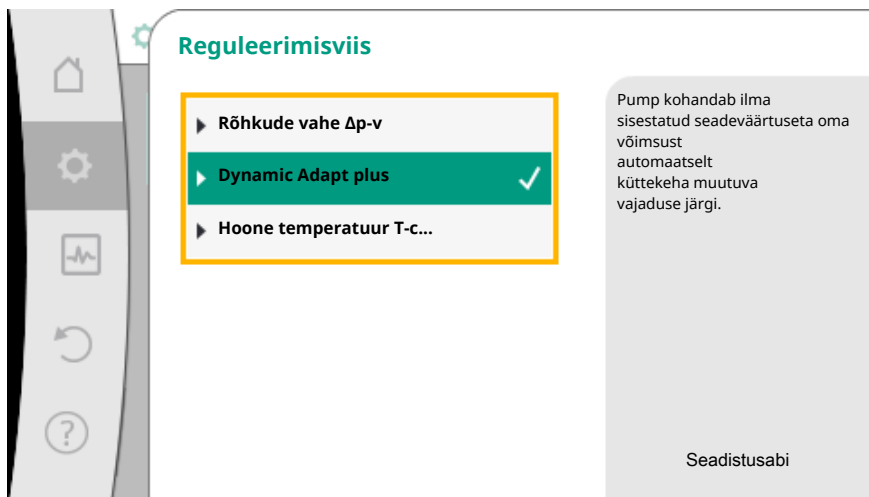 Reguleerimisviis
Rõhkude vahe Δp-v
Dynamic Adapt plus
Hoone temperatuur T-c...
Pump kohandab ilma
sisestatud seadeväärtuseta oma
võimsust
automaatselt
küttekeha muutuva
vajaduse järgi.
Seadistusabi